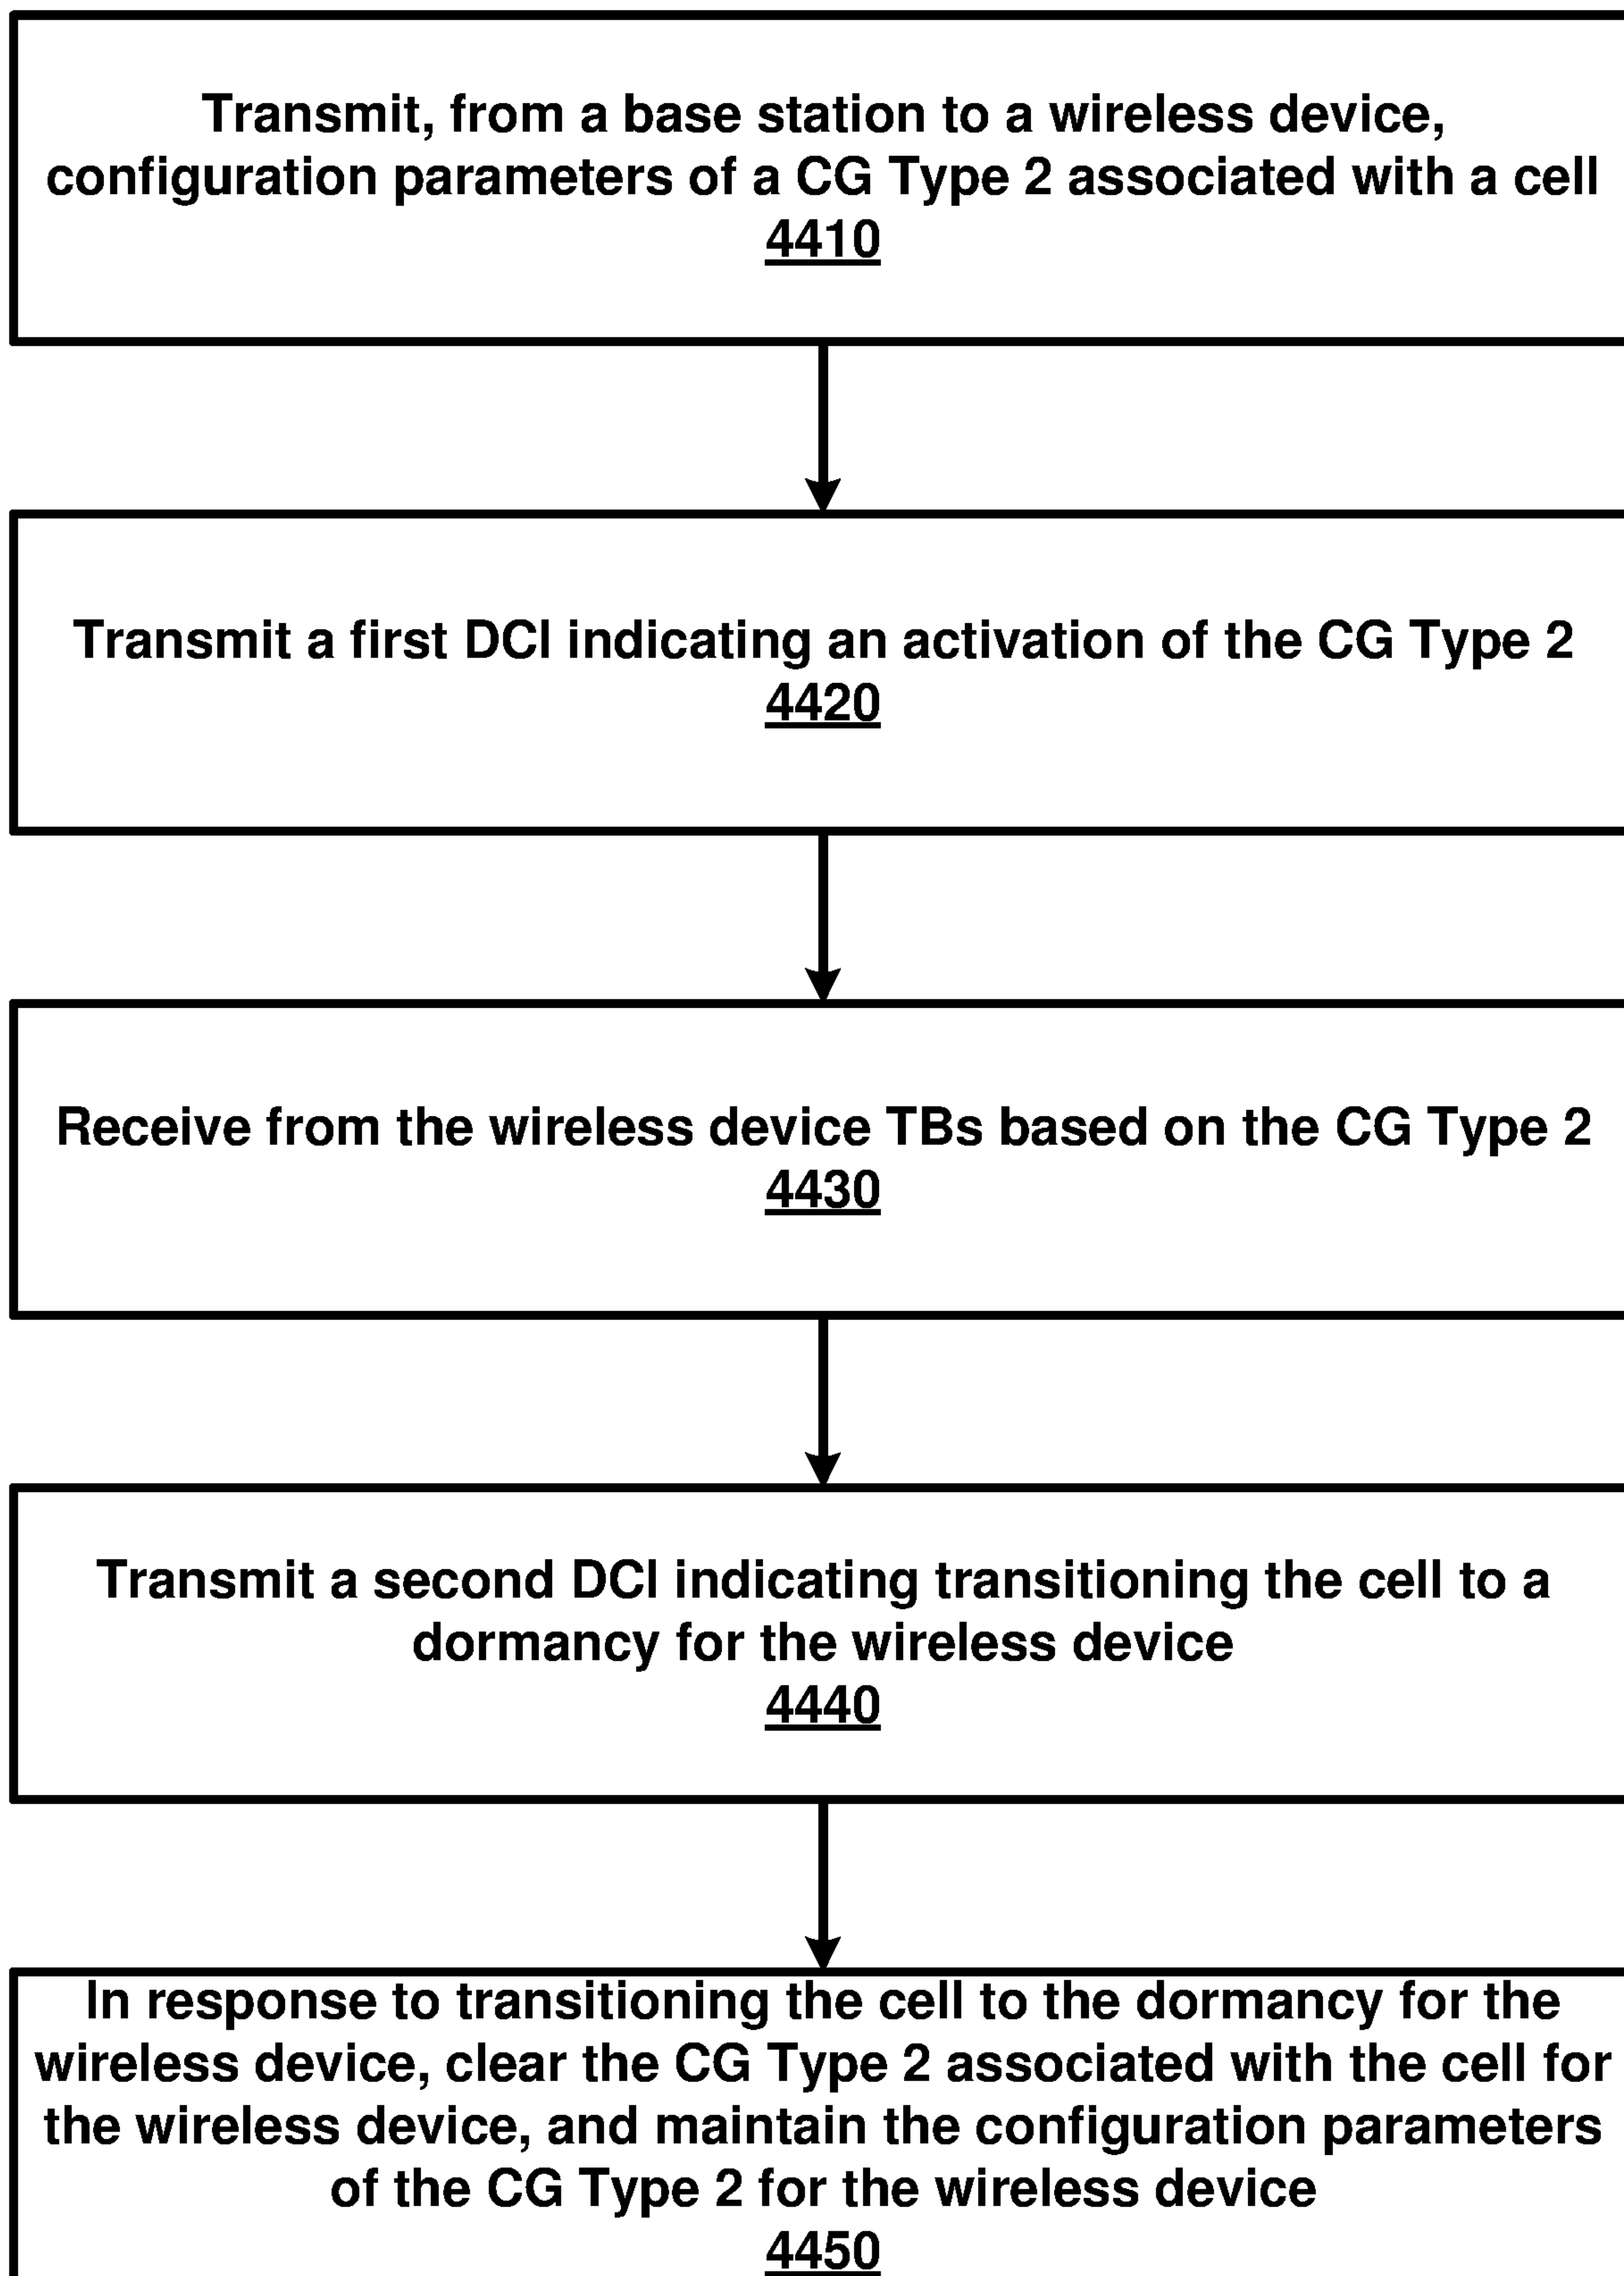 Transmit, from a base station to a wireless device,
configuration parameters of a CG Type 2 associated with a cell
4410
Transmit a first DCI indicating an activation of the CG Type 2
4420
Receive from the wireless device TBs based on the CG Type 2
4430
Transmit a second DCI indicating transitioning the cell to a
dormancy for the wireless device
4440
In response to transitioning the cell to the dormancy for the
wireless device, clear the CG Type 2 associated with the cell for
the wireless device, and maintain the configuration parameters
of the CG Type 2 for the wireless device
4450